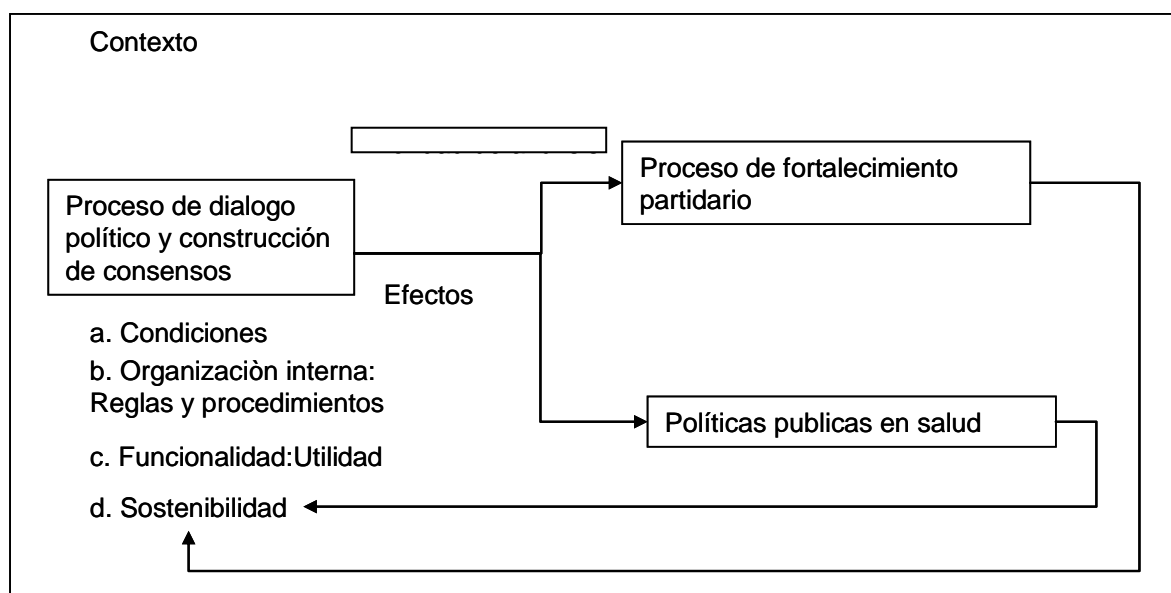 Contexto
Proceso de fortalecimiento
partidario
Proceso de dialogo
político y construcción
de consensos
Efectos
a. Condiciones
b. Organizaciòn interna:
Reglas y procedimientos
Políticas publicas en salud
c. Funcionalidad:Utilidad
d. Sostenibilidad